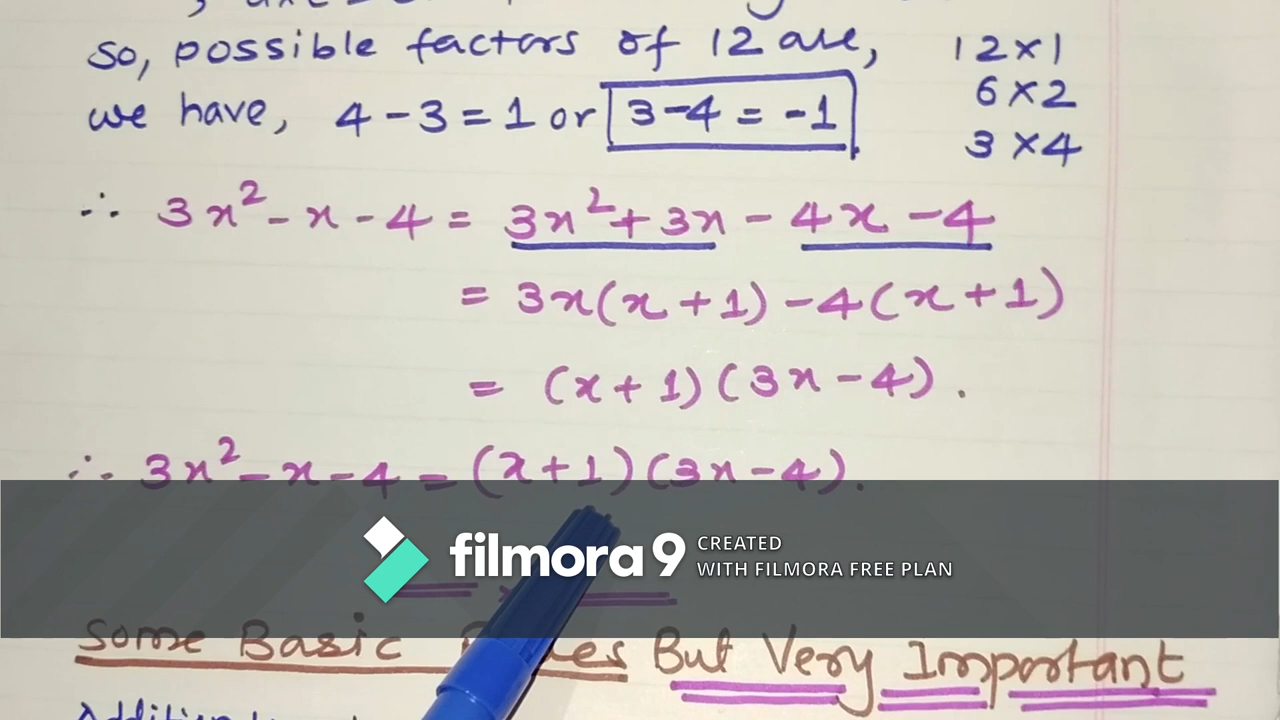 so, possible factors of 12 are,
12×1
6×2
3×4
we have, 4-3=1 or 3-4 = -1
∴ 3x²-x-4 = 3x²+3x-4x-4
= 3x(x+1)-4(x+1)
= (x+1)(3x-4).
∴ 3x²-x-4 = (x+1)(3x-4).
filmora9
CREATED
WITH FILMORA FREE PLAN
Some Basic But Very Important